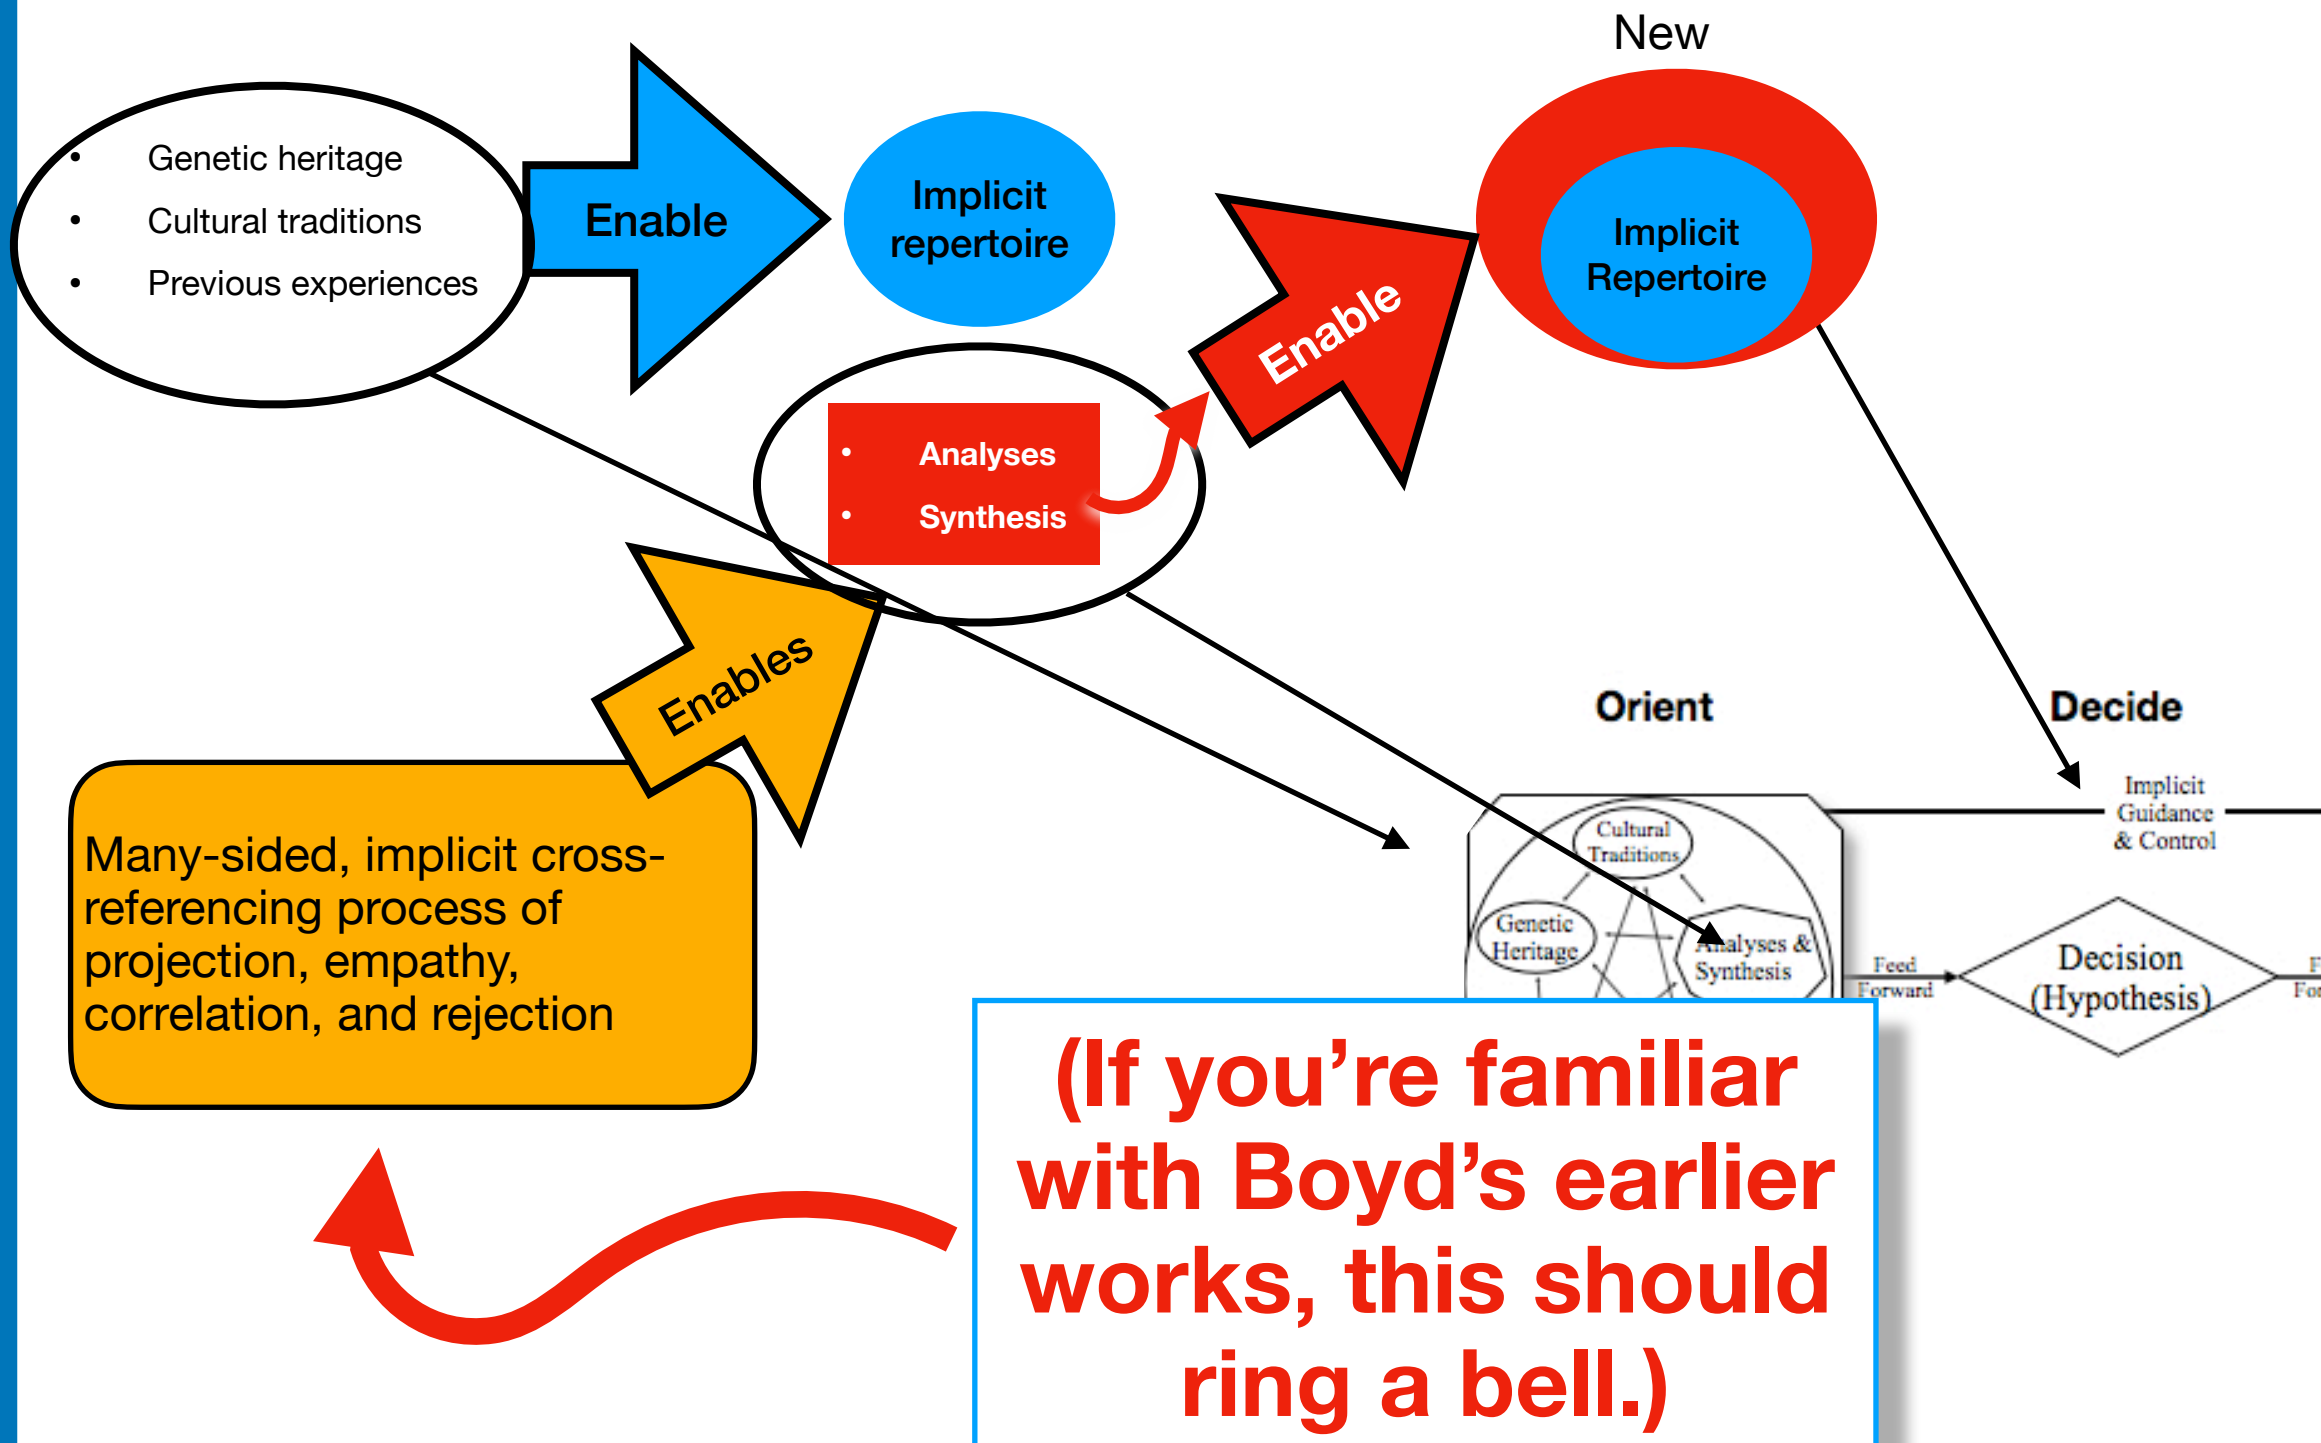 New
• Genetic heritage
• Cultural traditions
• Previous experiences
Enable
Implicit
repertoire
Enable
Implicit
Repertoire
• Analyses
• Synthesis
Enables
Many-sided, implicit cross-
referencing process of
projection, empathy,
correlation, and rejection
Orient
Decide
Cultural
Traditions
Genetic
Heritage
Analyses &
Synthesis
Implicit
Guidance
& Control
Feed
Forward
Decision
(Hypothesis)
(If you’re familiar
with Boyd’s earlier
works, this should
ring a bell.)